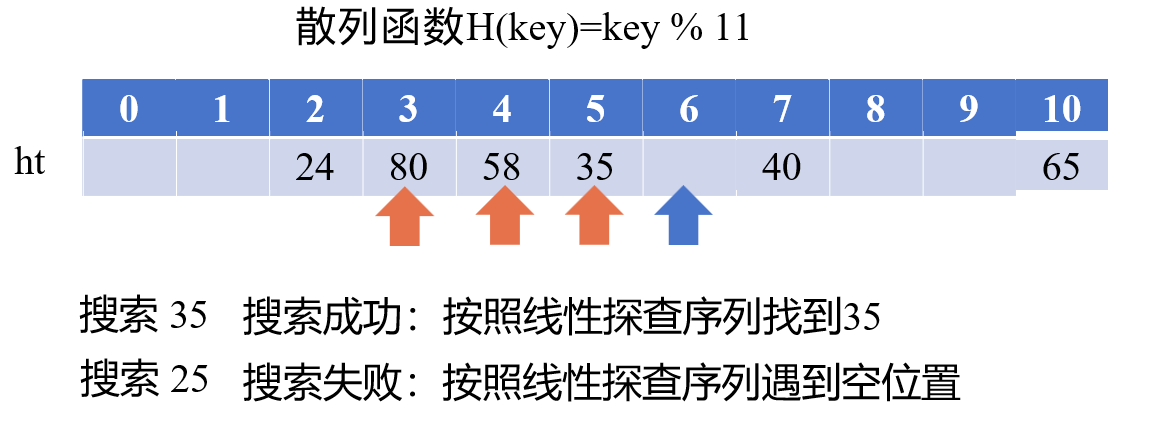 散列函数H(key)=key % 11
0 1 2 3 4 5 6 7 8 9 10
ht 24 80 58 35 40 65
搜索 35 搜索成功：按照线性探查序列找到35
搜索 25 搜索失败：按照线性探查序列遇到空位置